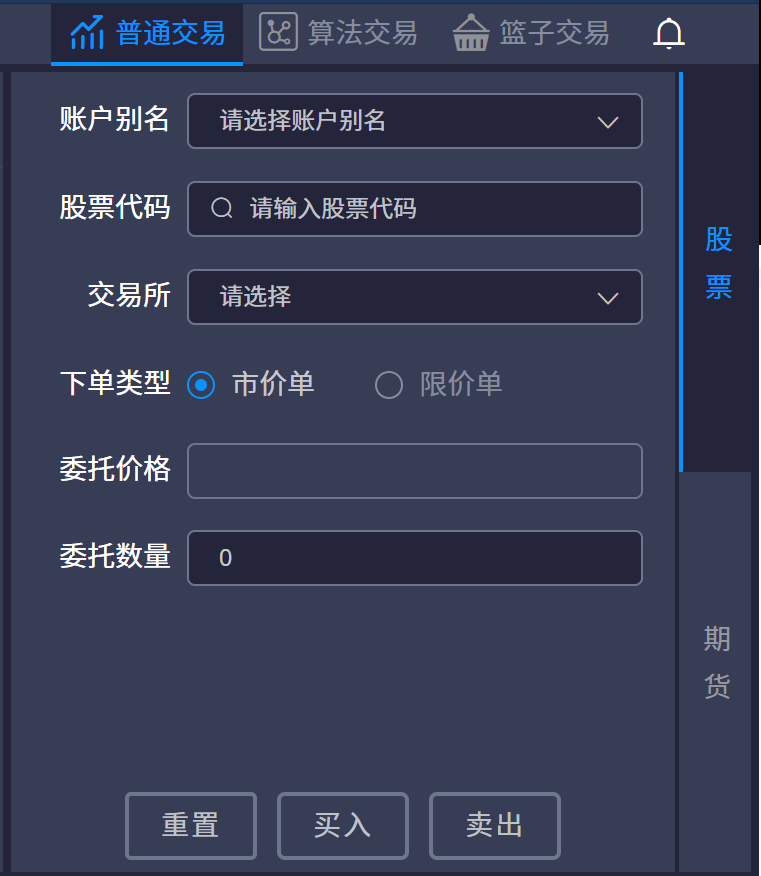 普通交易 算法交易 篮子交易
账户别名 请选择账户别名
股票代码 请输入股票代码
交易所 请选择
下单类型 市价单 限价单
委托价格
委托数量 0
重置 买入 卖出
股票
期货